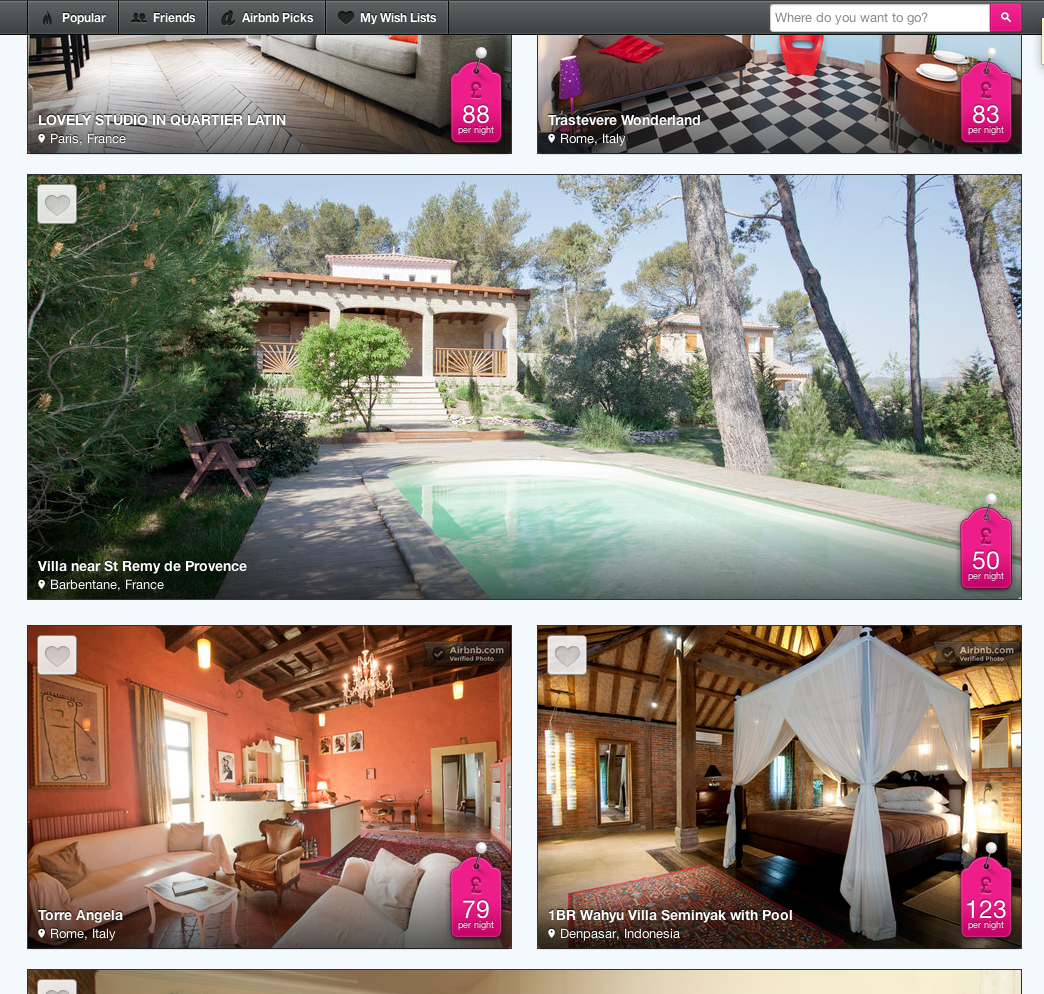 Popular
Friends
Airbnb Picks
My Wish Lists
Where do you want to go?
£
88
per night
LOVELY STUDIO IN QUARTIER LATIN
Paris, France
£
83
per night
Trastevere Wonderland
Rome, Italy
£
50
per night
Villa near St Remy de Provence
Barbentane, France
Airbnb.com
Verified Photo
£
79
per night
Torre Angela
Rome, Italy
Airbnb.com
Verified Photo
£
123
per night
1BR Wahyu Villa Seminyak with Pool
Denpasar, Indonesia